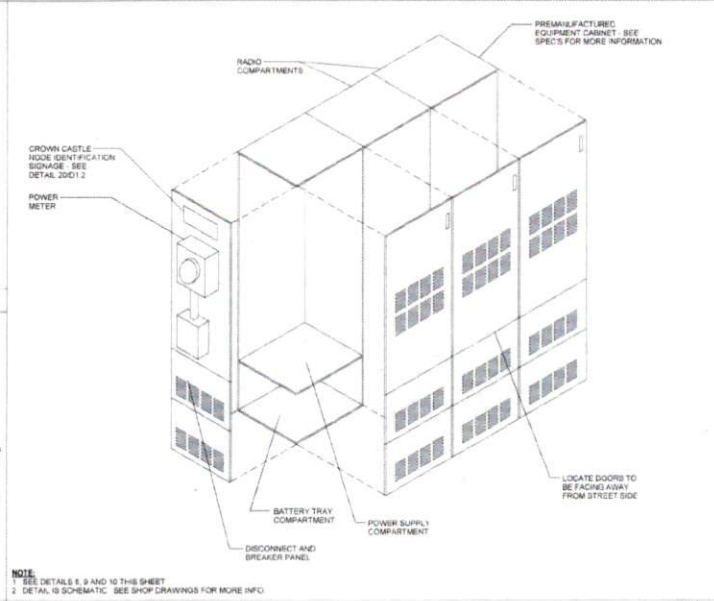 PREMANUFACTURED
EQUIPMENT CABINET - SEE
SPEC'S FOR MORE INFORMATION
RADIO
COMPARTMENTS
CROWN CASTLE
NODE IDENTIFICATION
SIGNAGE - SEE
DETAIL 20/D1.2
POWER
METER
LOCATE DOORS TO
BE FACING AWAY
FROM STREET SIDE
BATTERY TRAY
COMPARTMENT
POWER SUPPLY
COMPARTMENT
DISCONNECT AND
BREAKER PANEL
NOTE:
1 SEE DETAILS 8, 9 AND 10 THIS SHEET
2 DETAIL IS SCHEMATIC. SEE SHOP DRAWINGS FOR MORE INFO.